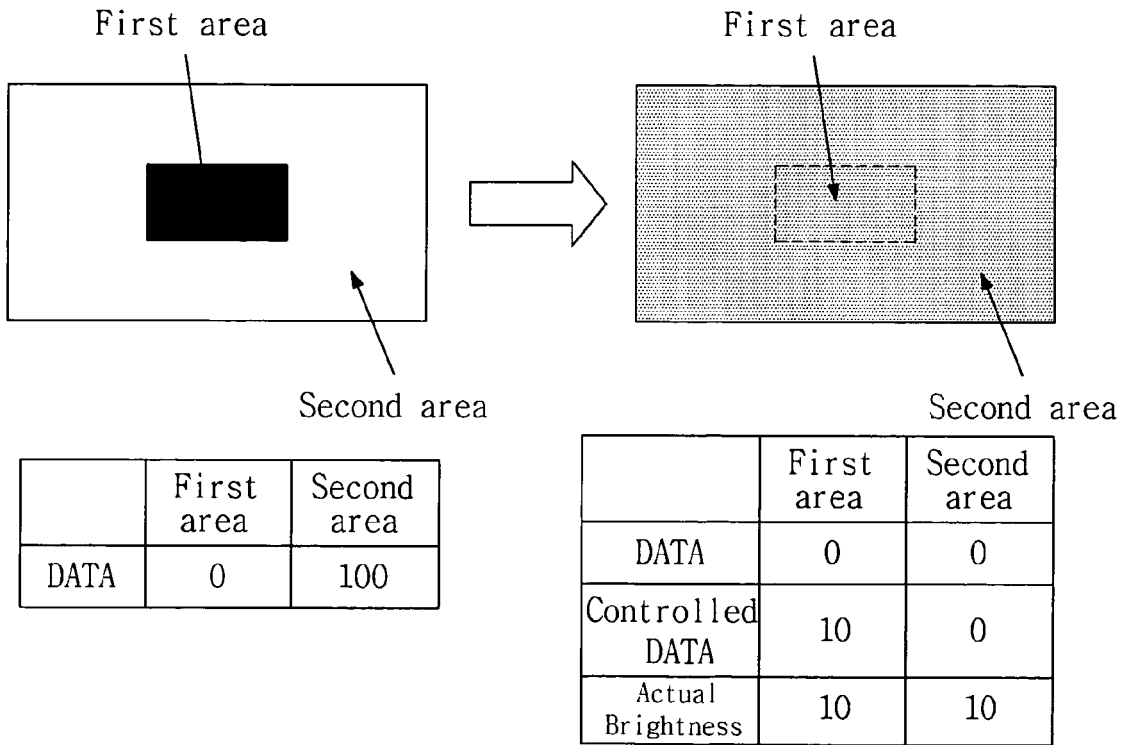 First area
First area
Second area
Second area
First area Second area
DATA 0 100
First area Second area
DATA 0 0
Controlled DATA 10 0
Actual Brightness 10 10